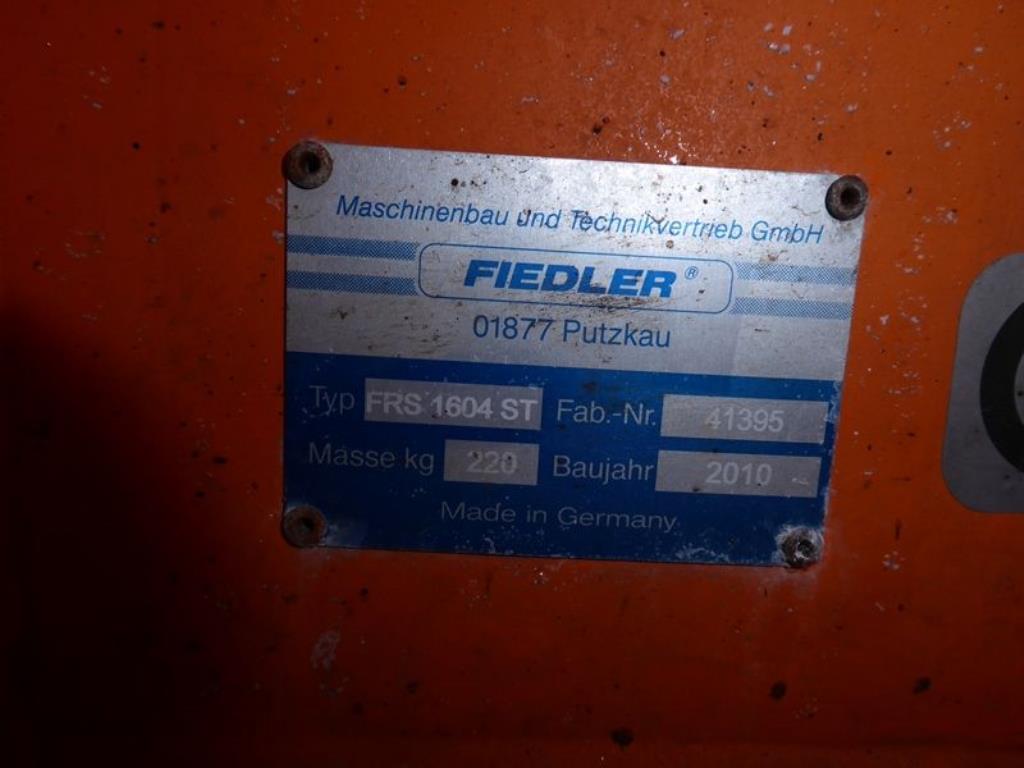 Maschinenbau und Technikvertrieb GmbH
FIEDLER®
01877 Putzkau
Typ FRS 1604 ST Fab.-Nr. 41395
Masse kg 220 Baujahr 2010
Made in Germany